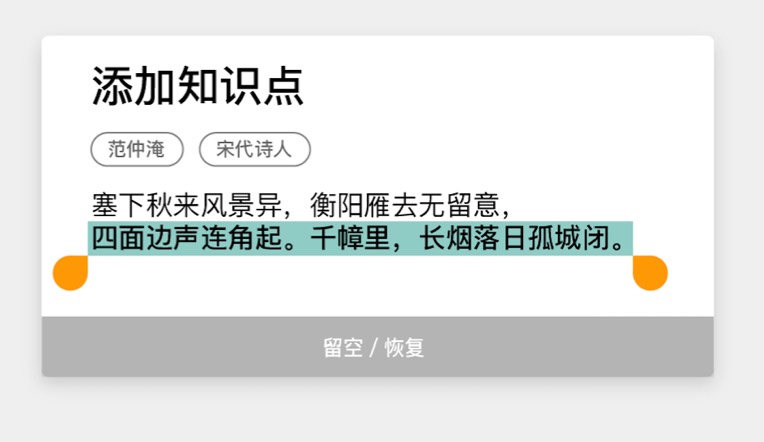 添加知识点
范仲淹 宋代诗人
塞下秋来风景异，衡阳雁去无留意，
四面边声连角起。千幛里，长烟落日孤城闭。
留空 / 恢复